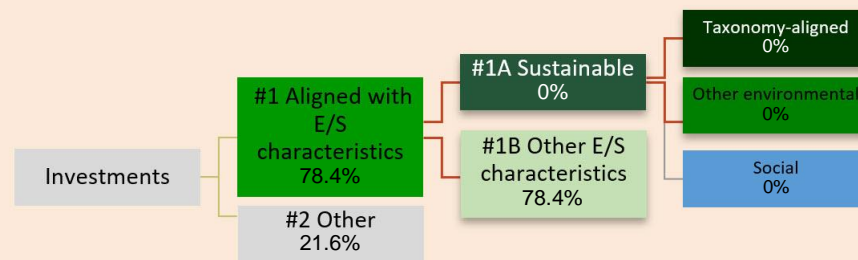 Investments
#1 Aligned with
E/S
characteristics
78.4%
#2 Other
21.6%
#1A Sustainable
0%
#1B Other E/S
characteristics
78.4%
Taxonomy-aligned
0%
Other environmental
0%
Social
0%